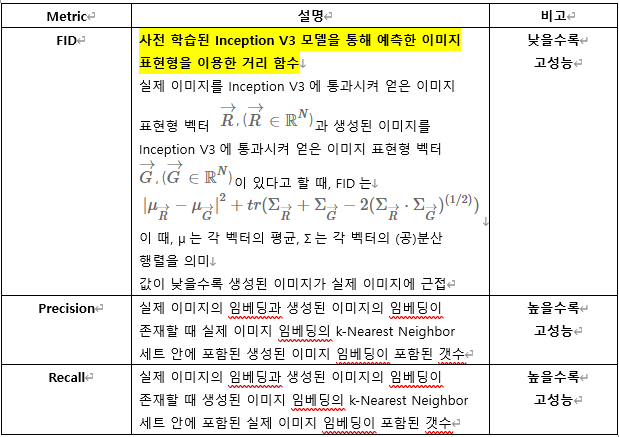 Metric 설명 비고
FID 사전 학습된 Inception V3 모델을 통해 예측한 이미지 낮을수록
표현형을 이용한 거리 함수 고성능
실제 이미지를 Inception V3 에 통과시켜 얻은 이미지
표현형 벡터 $\overrightarrow{R}, (\overrightarrow{R} \in \mathbb{R}^N)$과 생성된 이미지를
Inception V3 에 통과시켜 얻은 이미지 표현형 벡터
$\overrightarrow{G}, (\overrightarrow{G} \in \mathbb{R}^N)$이 있다고 할 때, FID 는
$|\mu_{\overrightarrow{R}} - \mu_{\overrightarrow{G}}|^2 + tr(\Sigma_{\overrightarrow{R}} + \Sigma_{\overrightarrow{G}} - 2(\Sigma_{\overrightarrow{R}} \cdot \Sigma_{\overrightarrow{G}})^{(1/2)})$
이 때, μ 는 각 벡터의 평균, Σ 는 각 벡터의 (공)분산
행렬을 의미
값이 낮을수록 생성된 이미지가 실제 이미지에 근접
Precision 실제 이미지의 임베딩과 생성된 이미지의 임베딩이 높을수록
존재할 때 실제 이미지 임베딩의 k-Nearest Neighbor 고성능
세트 안에 포함된 생성된 이미지 임베딩이 포함된 갯수
Recall 실제 이미지의 임베딩과 생성된 이미지의 임베딩이 높을수록
존재할 때 생성된 이미지 임베딩의 k-Nearest Neighbor 고성능
세트 안에 포함된 실제 이미지 임베딩이 포함된 갯수